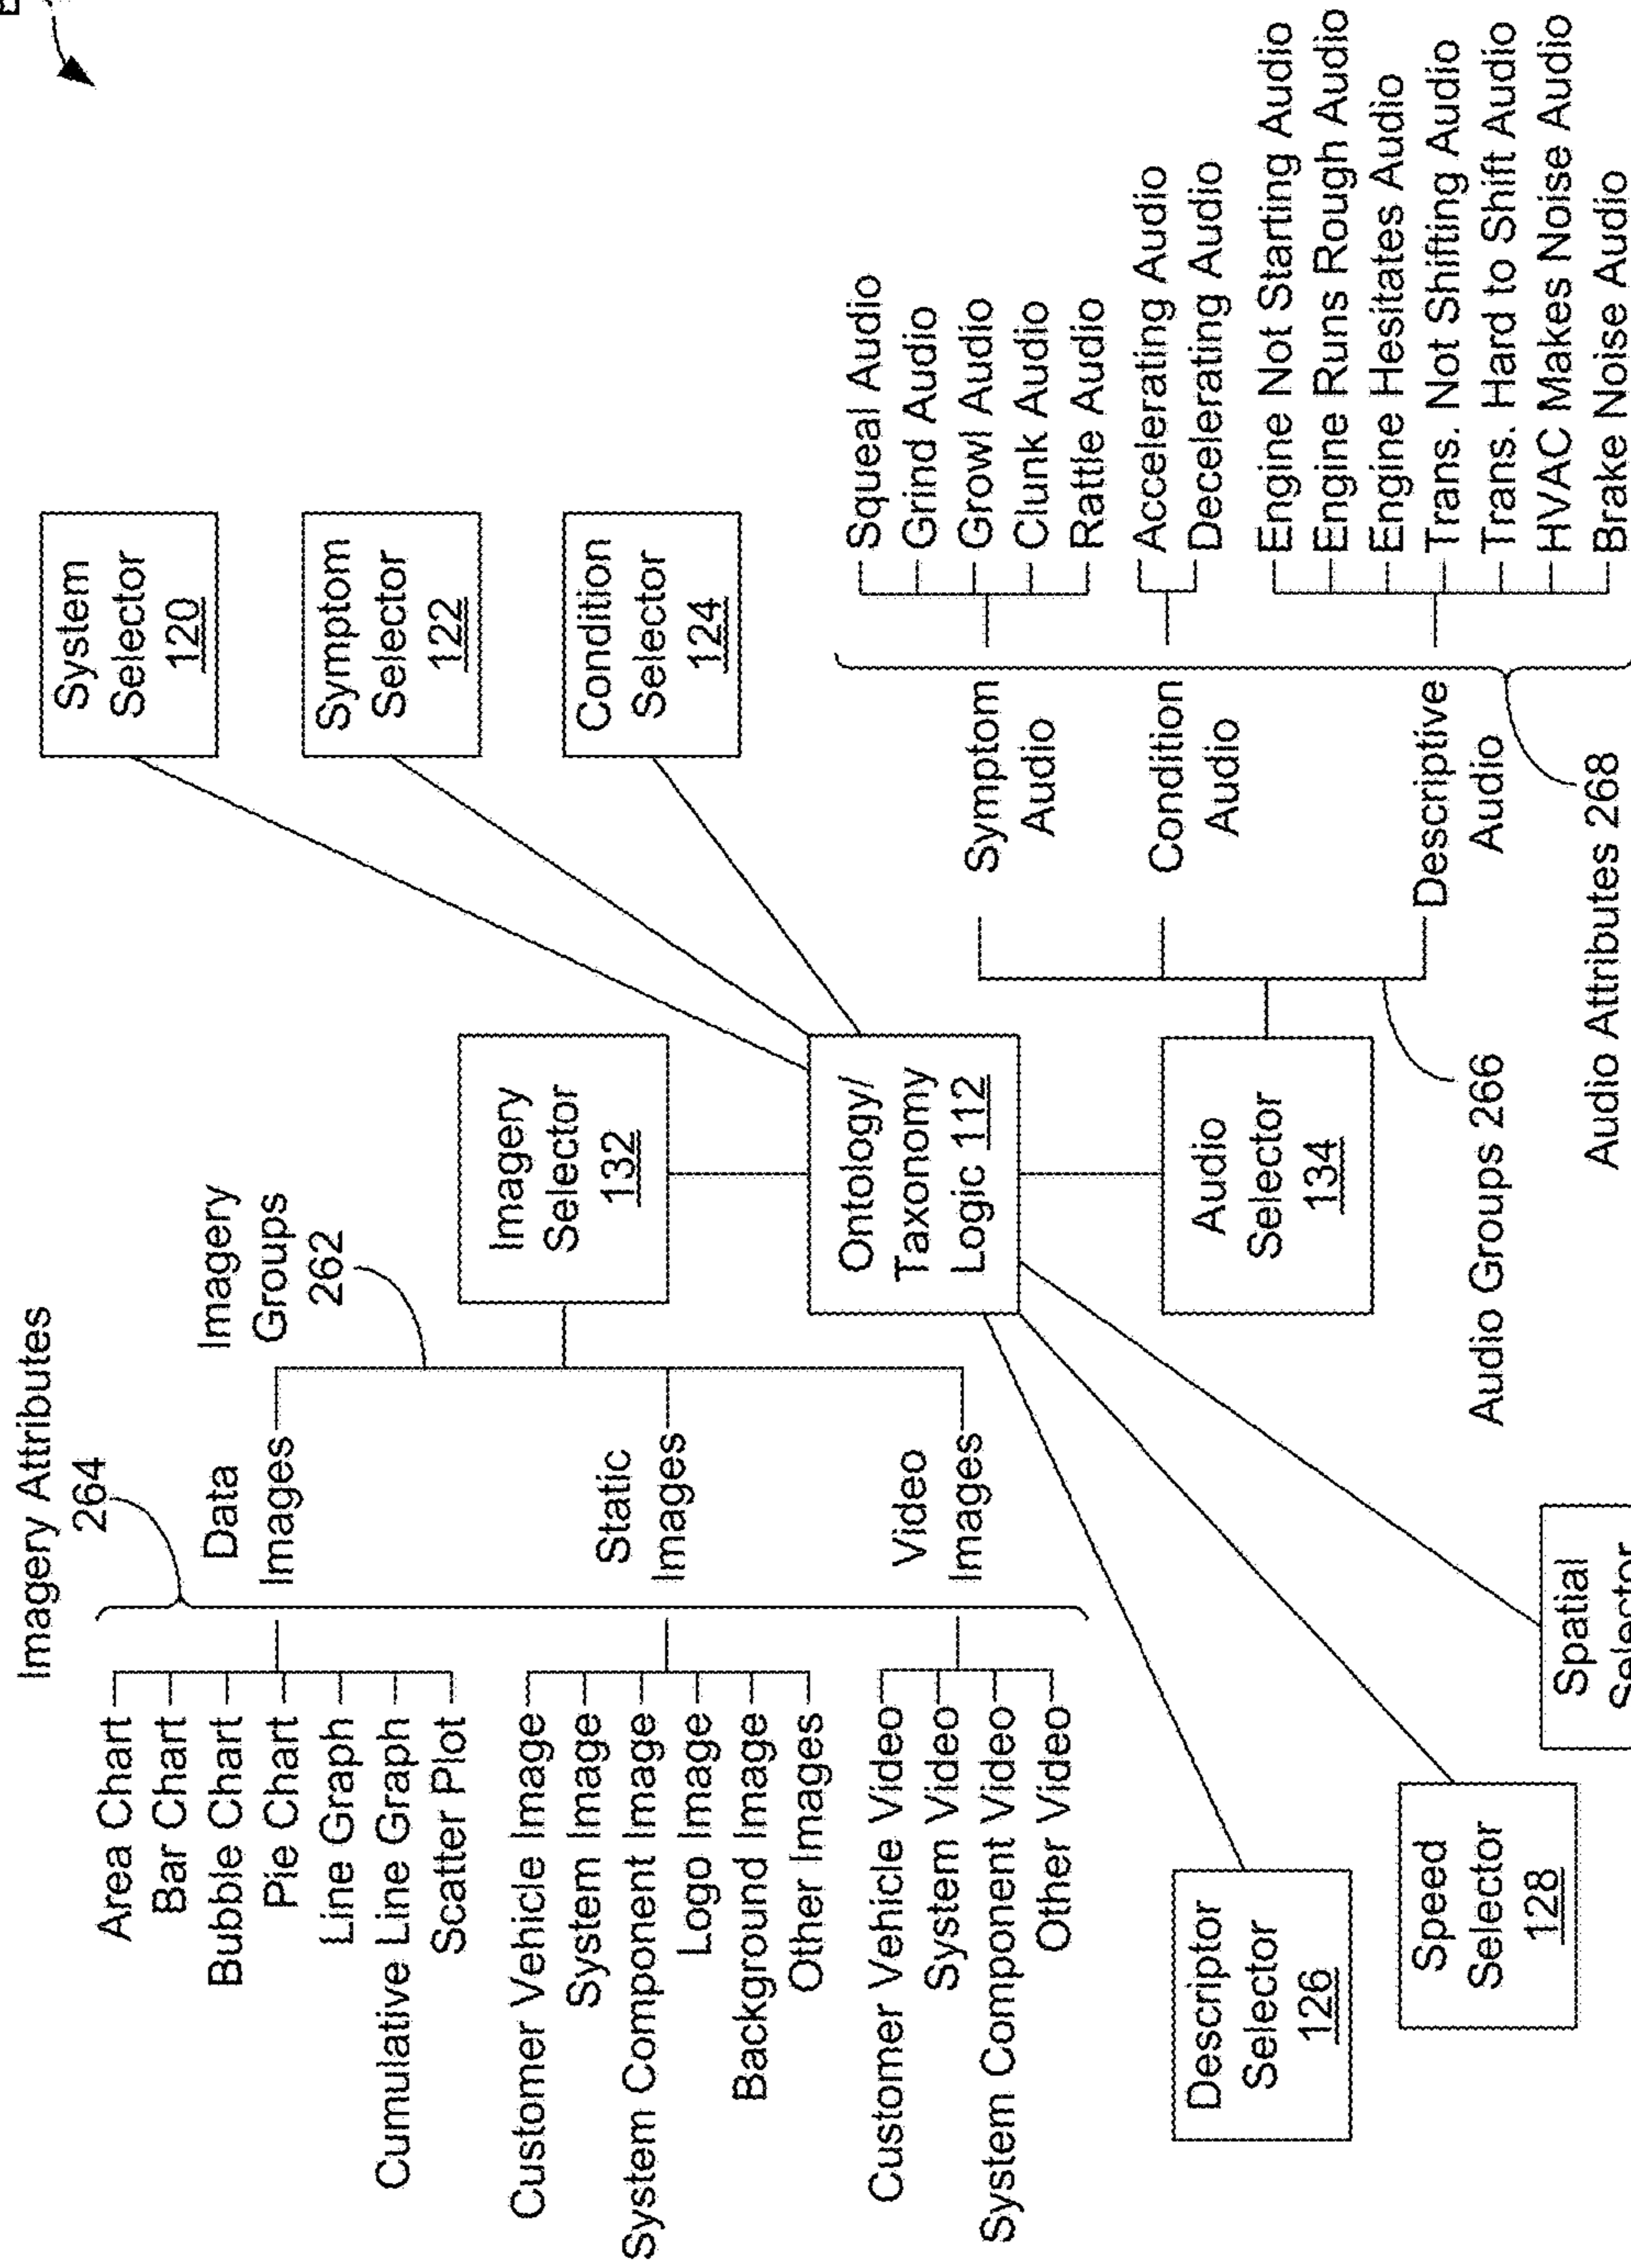 Imagery Attributes
264
Area Chart
Bar Chart
Bubble Chart
Pie Chart
Line Graph
Cumulative Line Graph
Scatter Plot
Data
Images
Customer Vehicle Image
System Image
System Component Image
Logo Image
Background Image
Other Images
Static
Images
Customer Vehicle Video
System Video
System Component Video
Other Video
Video
Images
Imagery
Groups
262
Imagery
Selector
132
System
Selector
120
Symptom
Selector
122
Condition
Selector
124
Ontology/
Taxonomy
Logic 112
Descriptor
Selector
126
Speed
Selector
128
Spatial
Selector
Audio
Selector
134
Audio Groups 266
Symptom
Audio
Condition
Audio
Descriptive
Audio
Audio Attributes 268
Squeal Audio
Grind Audio
Growl Audio
Clunk Audio
Rattle Audio
Accelerating Audio
Decelerating Audio
Engine Not Starting Audio
Engine Runs Rough Audio
Engine Hesitates Audio
Trans. Not Shifting Audio
Trans. Hard to Shift Audio
HVAC Makes Noise Audio
Brake Noise Audio